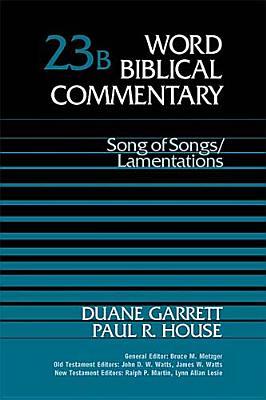 23B WORD
BIBLICAL
COMMENTARY
Song of Songs/
Lamentations
DUANE GARRETT
PAUL R. HOUSE
General Editor: Bruce M. Metzger
Old Testament Editors: John D. W. Watts, James W. Watts
New Testament Editors: Ralph P. Martin, Lynn Allan Losie